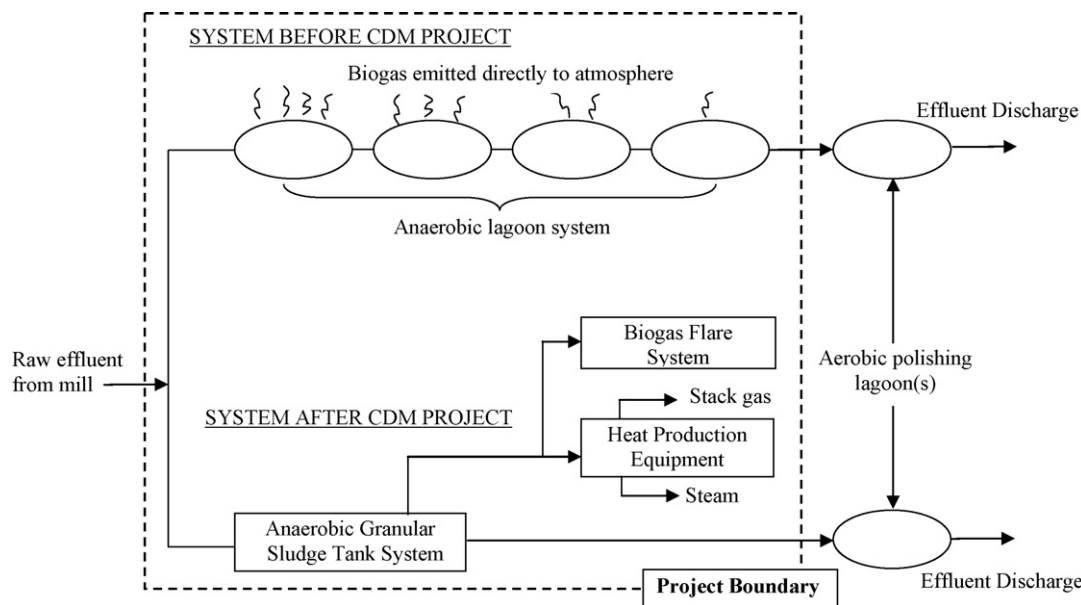 SYSTEM BEFORE CDM PROJECT
Biogas emitted directly to atmosphere
Effluent Discharge
Anaerobic lagoon system
Raw effluent
from mill
Biogas Flare
System
Aerobic polishing
lagoon(s)
SYSTEM AFTER CDM PROJECT
Stack gas
Heat Production
Equipment
Steam
Anaerobic Granular
Sludge Tank System
Effluent Discharge
Project Boundary